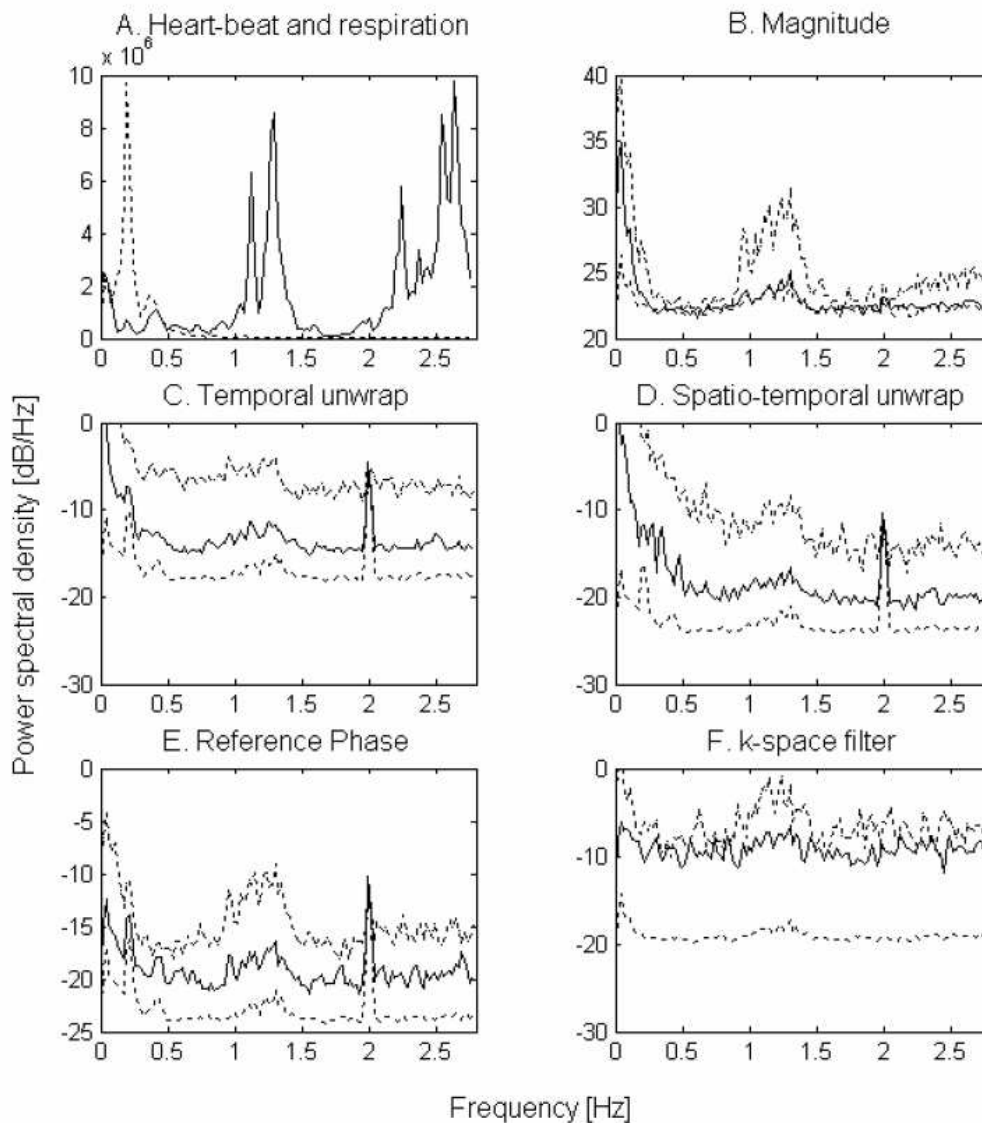 A. Heart-beat and respiration
x 10^6
10
8
6
4
2
0
0 0.5 1 1.5 2 2.5
B. Magnitude
40
35
30
25
20
0 0.5 1 1.5 2 2.5
Power spectral density [dB/Hz]
C. Temporal unwrap
0
-10
-20
-30
0 0.5 1 1.5 2 2.5
D. Spatio-temporal unwrap
0
-10
-20
-30
0 0.5 1 1.5 2 2.5
E. Reference Phase
0
-5
-10
-15
-20
-25
0 0.5 1 1.5 2 2.5
F. k-space filter
0
-10
-20
-30
0 0.5 1 1.5 2 2.5
Frequency [Hz]